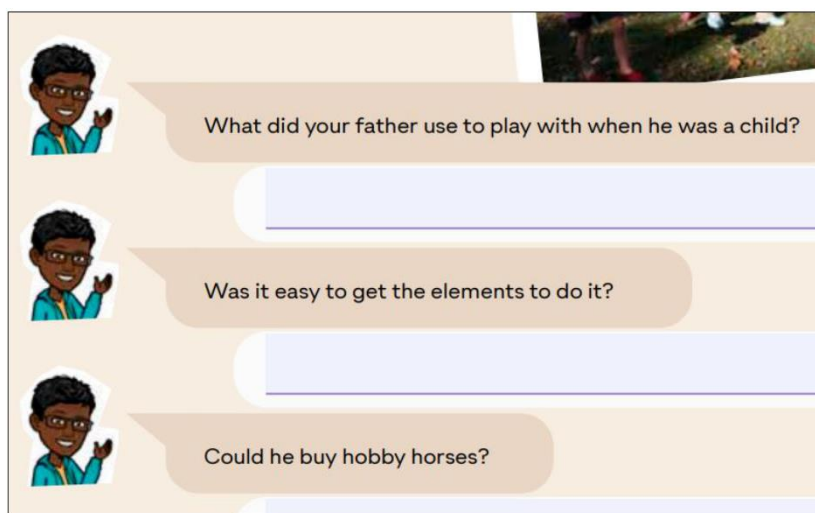 What did your father use to play with when he was a child?
Was it easy to get the elements to do it?
Could he buy hobby horses?